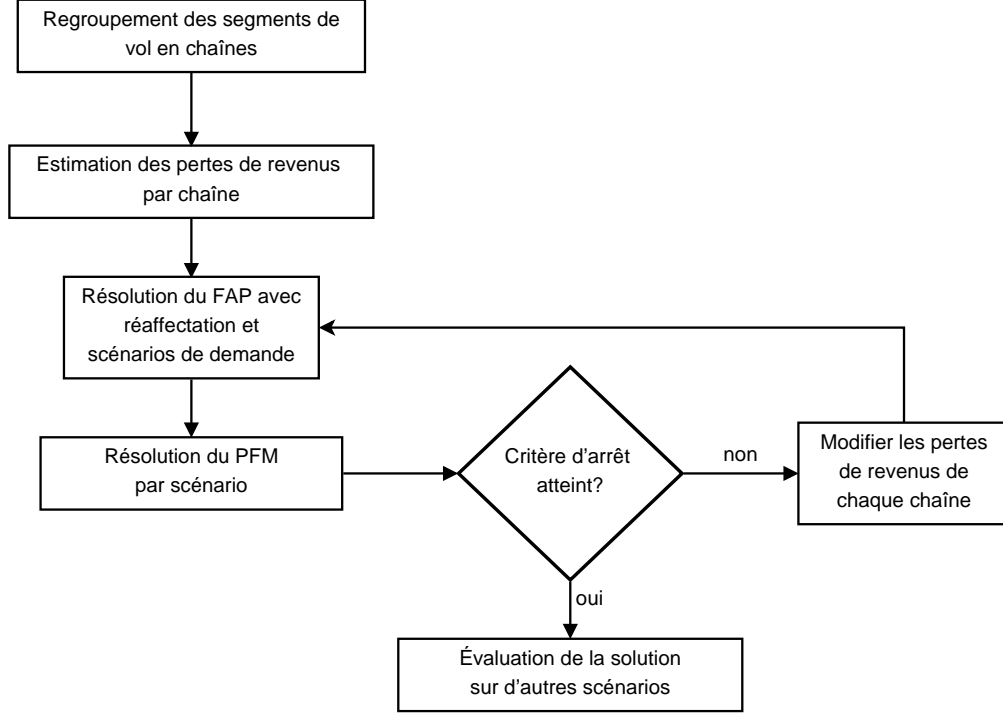 Regroupement des segments de
vol en chaînes
Estimation des pertes de revenus
par chaîne
Résolution du FAP avec
réaffectation et
scénarios de demande
Résolution du PFM
par scénario
Critère d'arrêt
atteint?
non
Modifier les pertes
de revenus de
chaque chaîne
oui
Évaluation de la solution
sur d'autres scénarios